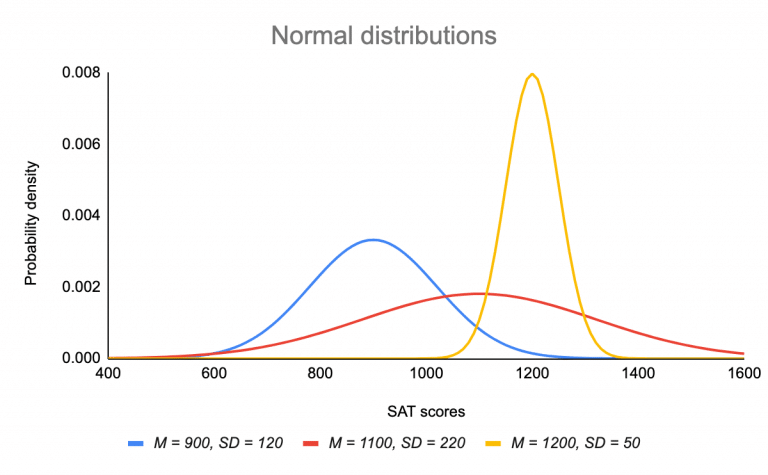 Normal distributions
0.008
0.006
0.004
0.002
0.000
Probability density
400 600 800 1000 1200 1400 1600
SAT scores
M = 900, SD = 120 M = 1100, SD = 220 M = 1200, SD = 50